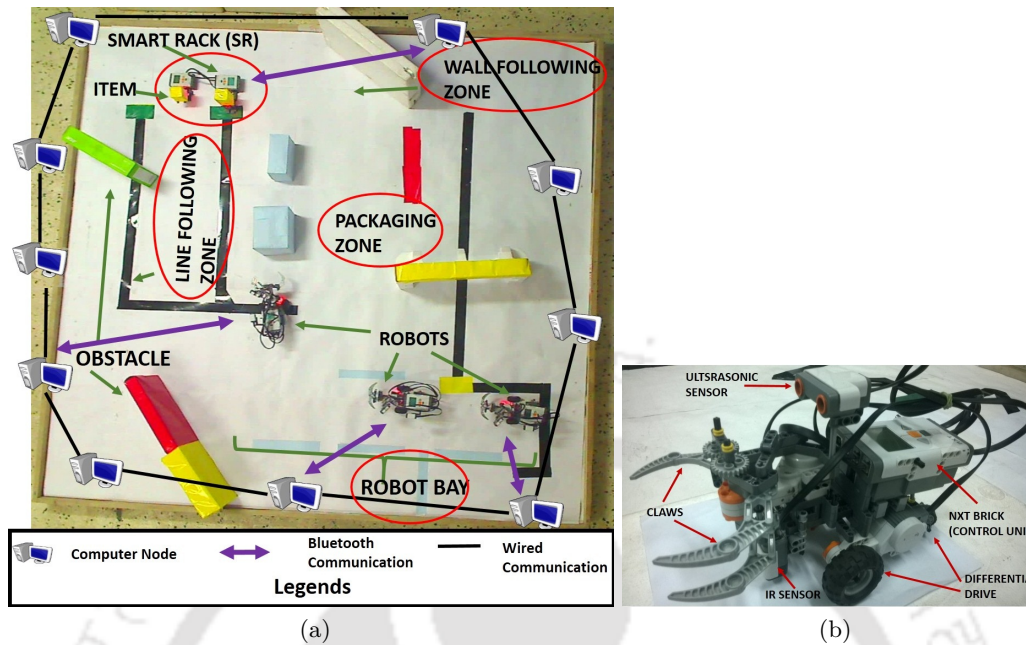 SMART RACK (SR)
ITEM
WALL FOLLOWING
ZONE
LINE FOLLOWING
ZONE
PACKAGING
ZONE
OBSTACLE
ROBOTS
ROBOT BAY
Computer Node
Bluetooth
Communication
Wired
Communication
Legends
(a)
ULTSRASONIC
SENSOR
CLAWS
NXT BRICK
(CONTROL UNI
IR SENSOR
DIFFERENTIA
DRIVE
(b)